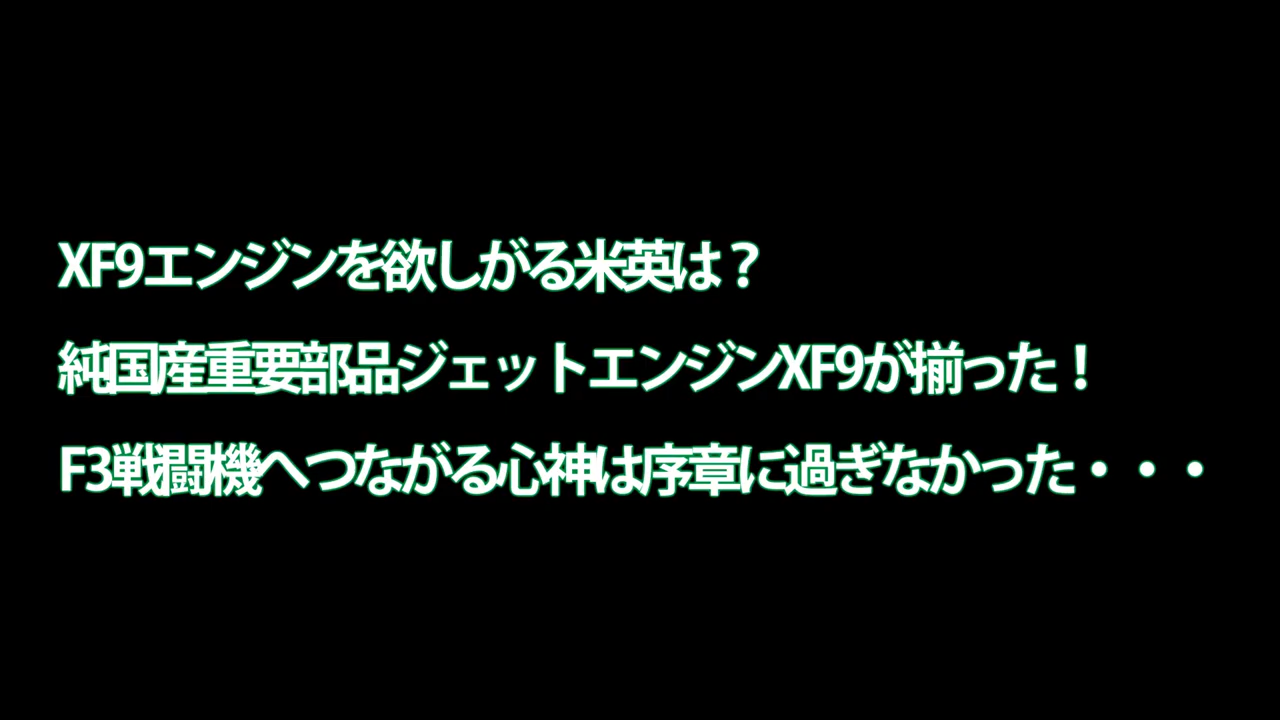 XF9エンジンを欲しがる米英は？
純国産重要部品ジェットエンジンXF9が揃った！
F3戦闘機へつながる心神は序章に過ぎなかった・・・